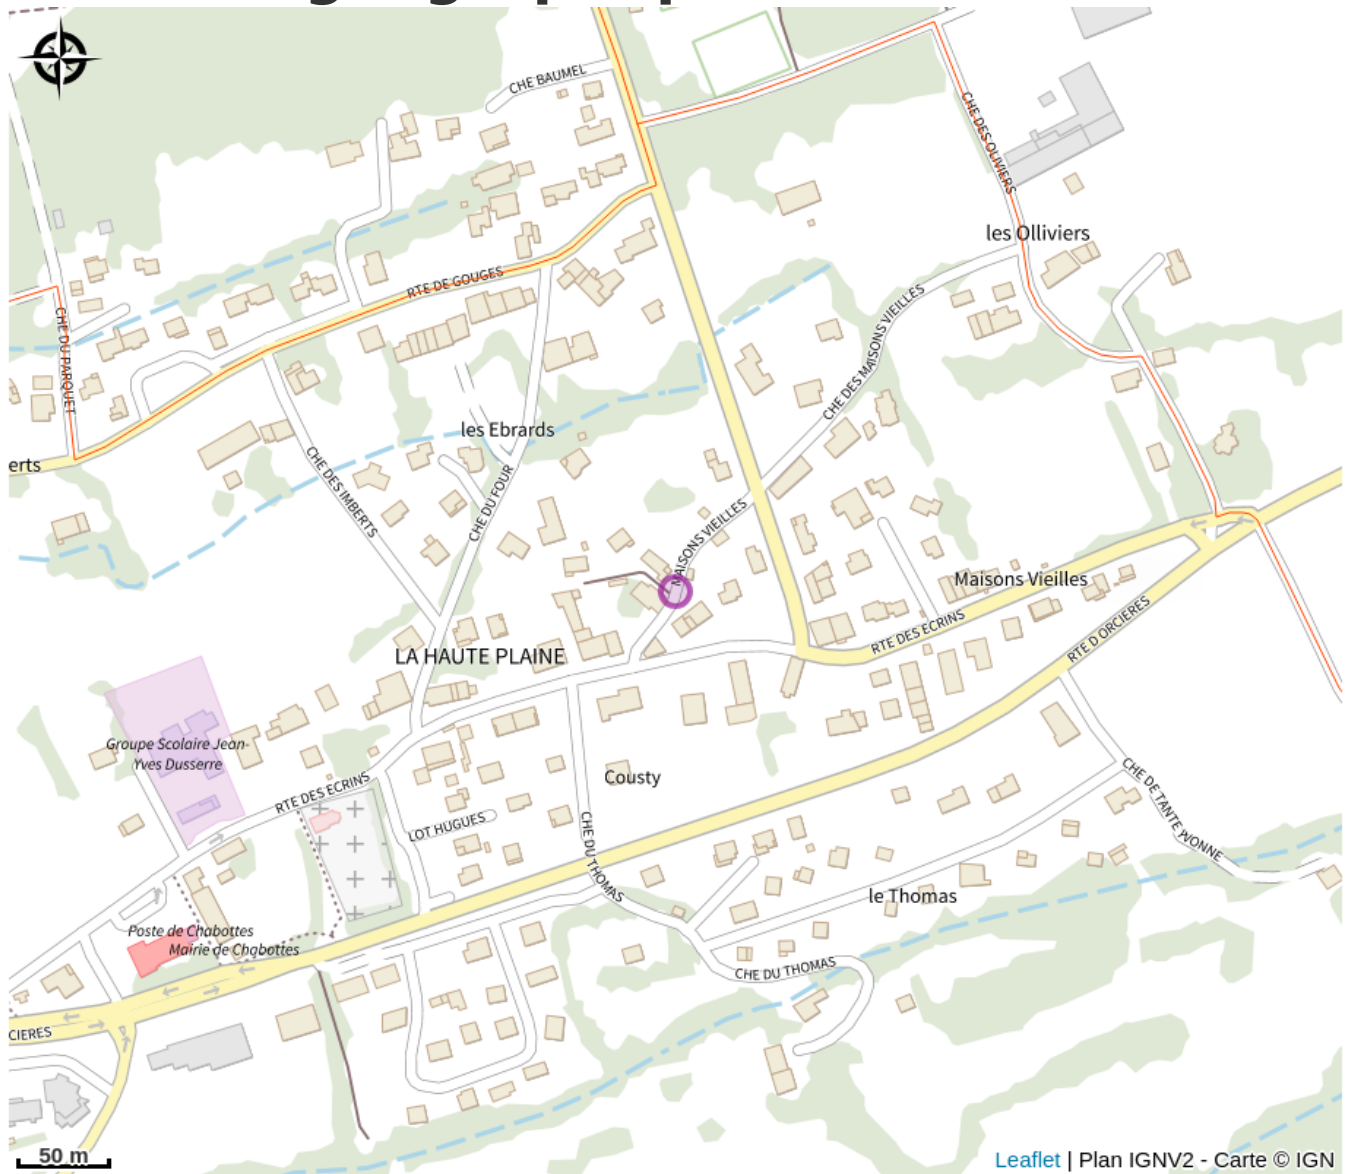 CHE BAUMEL
CHE DES OLIVIERS
les Olliviers
RTE DE GOUGES
CHE DU PARQUET
CHE DES MAISONS VIEILLES
les Ebrards
erts
CHE DES IMBERTS
CHE DU FOUR
MAISONS VIEILLES
Maisons Vieilles
RTE DES ECRINS
RTE D ORCIERES
LA HAUTE PLAINE
Groupe Scolaire Jean-
Yves Dusserre
Cousty
RTE DES ECRINS
LOT HUGUES
CHE DU THOMAS
CHE DE TANTE YVONNE
le Thomas
Poste de Chabottes
Mairie de Chabottes
CHE DU THOMAS
CIERES
50 m
Leaflet | Plan IGNV2 - Carte © IGN